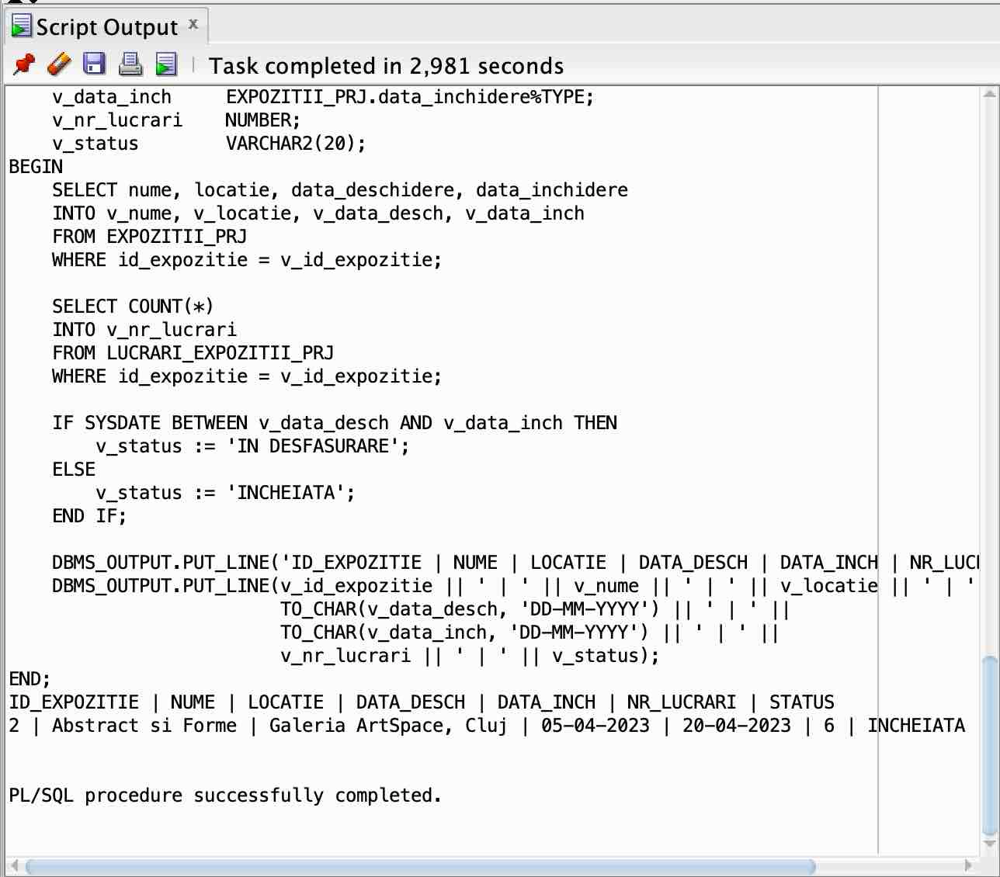 Script Output x
Task completed in 2,981 seconds
    v_data_inch     EXPOZITII_PRJ.data_inchidere%TYPE;
    v_nr_lucrari    NUMBER;
    v_status        VARCHAR2(20);
BEGIN
    SELECT nume, locatie, data_deschidere, data_inchidere
    INTO v_nume, v_locatie, v_data_desch, v_data_inch
    FROM EXPOZITII_PRJ
    WHERE id_expozitie = v_id_expozitie;

    SELECT COUNT(*)
    INTO v_nr_lucrari
    FROM LUCRARI_EXPOZITII_PRJ
    WHERE id_expozitie = v_id_expozitie;

    IF SYSDATE BETWEEN v_data_desch AND v_data_inch THEN
        v_status := 'IN DESFASURARE';
    ELSE
        v_status := 'INCHEIATA';
    END IF;

    DBMS_OUTPUT.PUT_LINE('ID_EXPOZITIE | NUME | LOCATIE | DATA_DESCH | DATA_INCH | NR_LUC
    DBMS_OUTPUT.PUT_LINE(v_id_expozitie || ' | ' || v_nume || ' | ' || v_locatie || ' | '
                         TO_CHAR(v_data_desch, 'DD-MM-YYYY') || ' | ' ||
                         TO_CHAR(v_data_inch, 'DD-MM-YYYY') || ' | ' ||
                         v_nr_lucrari || ' | ' || v_status);
END;
ID_EXPOZITIE | NUME | LOCATIE | DATA_DESCH | DATA_INCH | NR_LUCRARI | STATUS
2 | Abstract si Forme | Galeria ArtSpace, Cluj | 05-04-2023 | 20-04-2023 | 6 | INCHEIATA

PL/SQL procedure successfully completed.